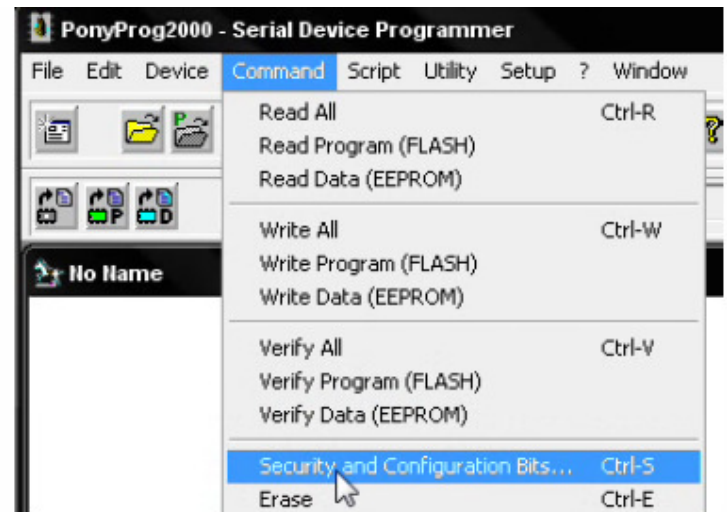 PonyProg2000 - Serial Device Programmer
File Edit Device Command Script Utility Setup ? Window
Read All Ctrl-R
Read Program (FLASH)
Read Data (EEPROM)
Write All Ctrl-W
Write Program (FLASH)
Write Data (EEPROM)
No Name
Verify All Ctrl-V
Verify Program (FLASH)
Verify Data (EEPROM)
Security and Configuration Bits... Ctrl-S
Erase Ctrl-E